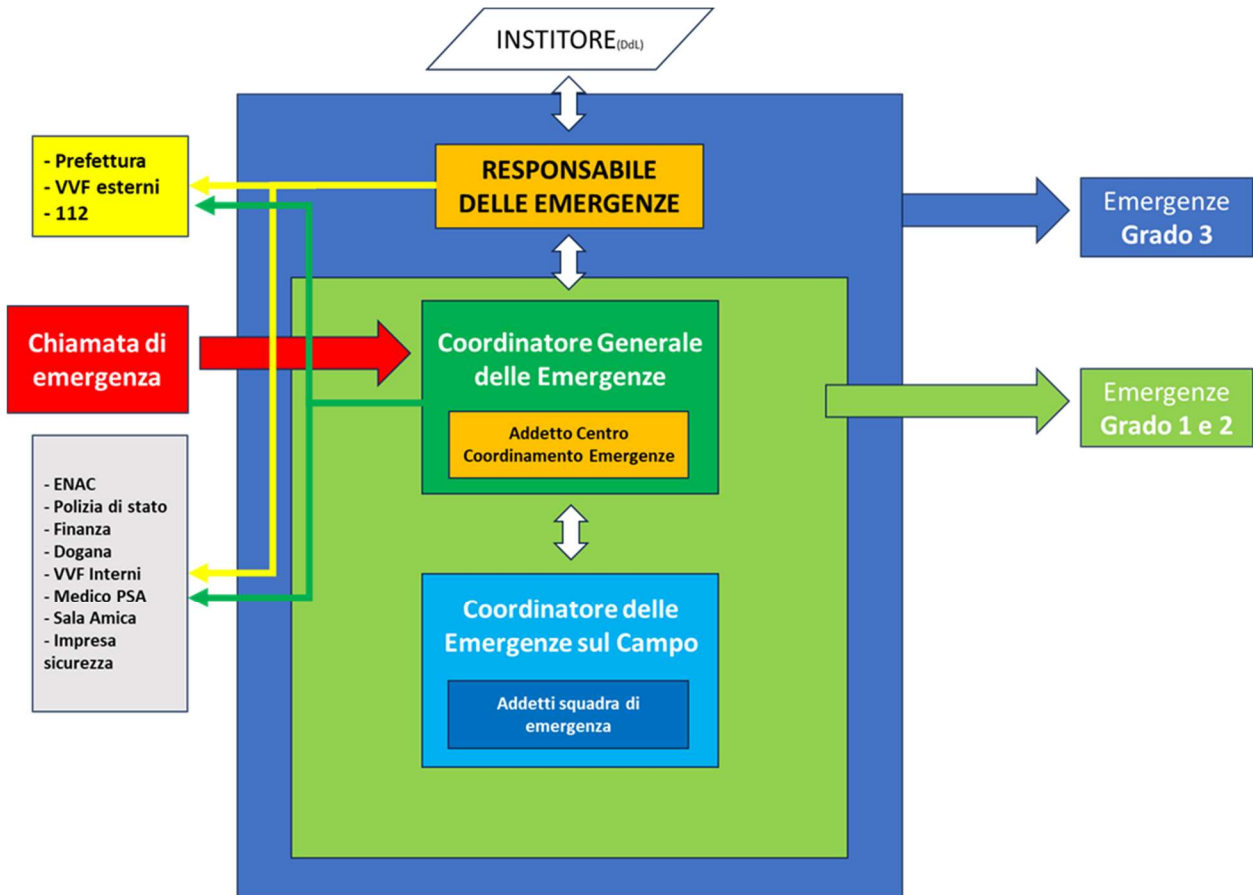 INSTITORE(DdL)
- Prefettura
- VVF esterni
- 112
RESPONSABILE
DELLE EMERGENZE
Emergenze
Grado 3
Chiamata di
emergenza
Coordinatore Generale
delle Emergenze
Addetto Centro
Coordinamento Emergenze
Emergenze
Grado 1 e 2
- ENAC
- Polizia di stato
- Finanza
- Dogana
- VVF Interni
- Medico PSA
- Sala Amica
- Impresa
sicurezza
Coordinatore delle
Emergenze sul Campo
Addetti squadra di
emergenza